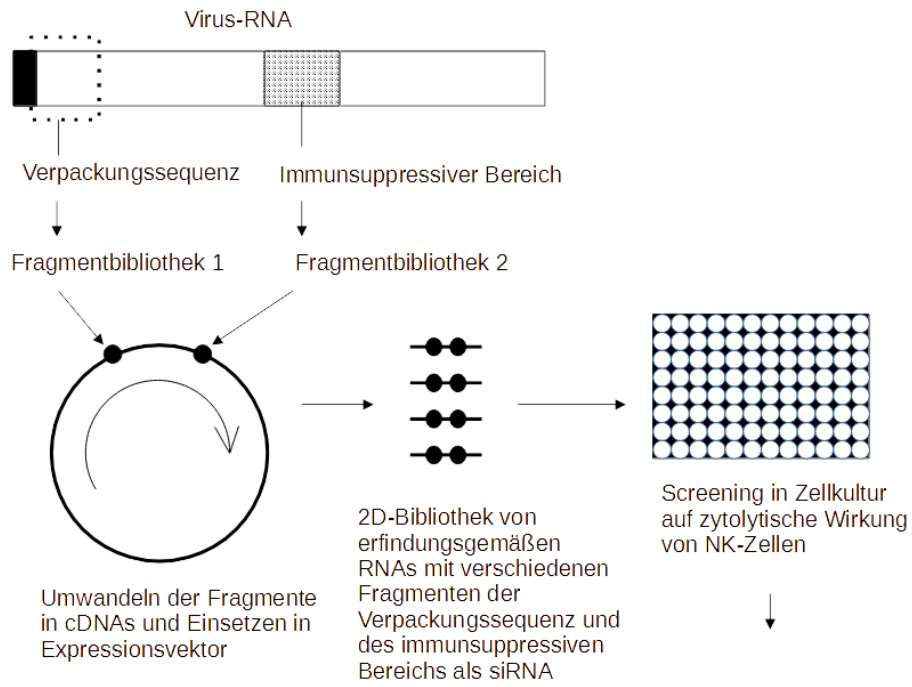 Virus-RNA
Verpackungssequenz
Immunsuppressiver Bereich
Fragmentbibliothek 1
Fragmentbibliothek 2
Umwandeln der Fragmente
in cDNAs und Einsetzen in
Expressionsvektor
2D-Bibliothek von
erfindungsgemäßen
RNAs mit verschiedenen
Fragmenten der
Verpackungssequenz und
des immunsuppressiven
Bereichs als siRNA
Screening in Zellkultur
auf zytolytische Wirkung
von NK-Zellen